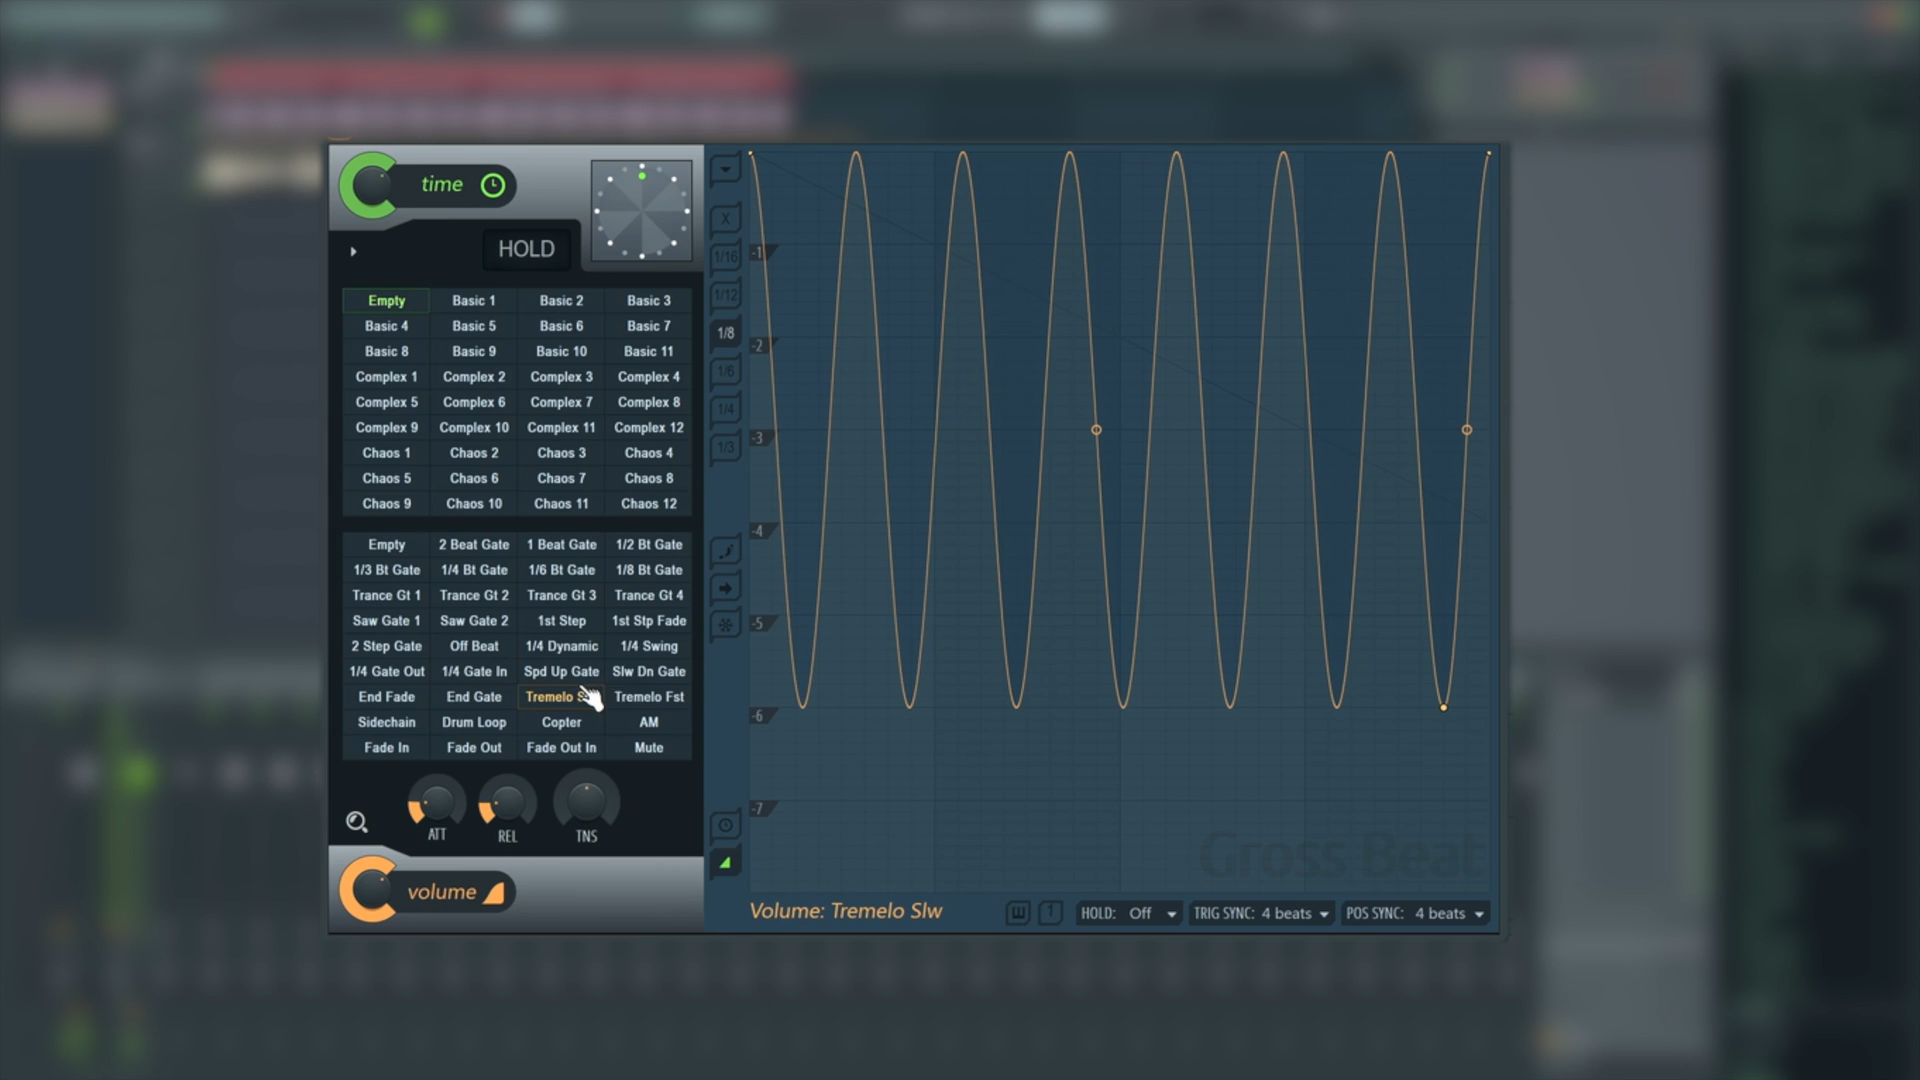 time
HOLD
Empty Basic 1 Basic 2 Basic 3
Basic 4 Basic 5 Basic 6 Basic 7
Basic 8 Basic 9 Basic 10 Basic 11
Complex 1 Complex 2 Complex 3 Complex 4
Complex 5 Complex 6 Complex 7 Complex 8
Complex 9 Complex 10 Complex 11 Complex 12
Chaos 1 Chaos 2 Chaos 3 Chaos 4
Chaos 5 Chaos 6 Chaos 7 Chaos 8
Chaos 9 Chaos 10 Chaos 11 Chaos 12
Empty 2 Beat Gate 1 Beat Gate 1/2 Bt Gate
1/3 Bt Gate 1/4 Bt Gate 1/6 Bt Gate 1/8 Bt Gate
Trance Gt 1 Trance Gt 2 Trance Gt 3 Trance Gt 4
Saw Gate 1 Saw Gate 2 1st Step 1st Stp Fade
2 Step Gate Off Beat 1/4 Dynamic 1/4 Swing
1/4 Gate Out 1/4 Gate In Spd Up Gate Slw Dn Gate
End Fade End Gate Tremelo Tremelo Fst
Sidechain Drum Loop Copter AM
Fade In Fade Out Fade Out In Mute
ATT REL TNS
volume
X
1/16
1/12
1/8
1/6
1/4
1/3
-1
-2
-3
-4
-5
-6
-7
Gross Beat
Volume: Tremelo Slw
1
HOLD: Off
TRIG SYNC: 4 beats
POS SYNC: 4 beats